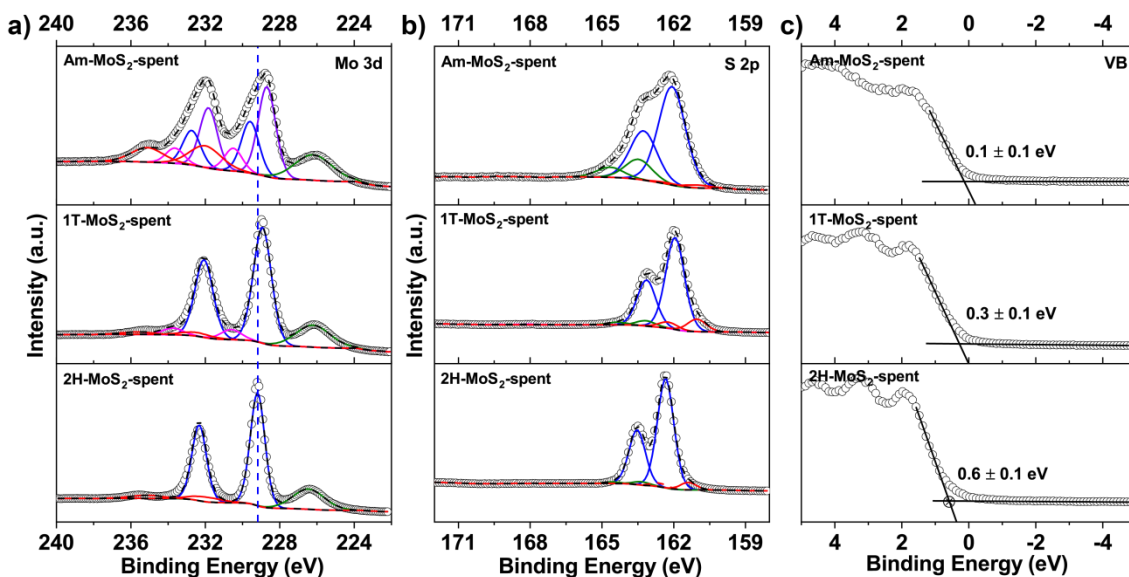 a)
240 236 232 228 224
Am-MoS2-spent
Mo 3d
1T-MoS2-spent
2H-MoS2-spent
240 236 232 228 224
Binding Energy (eV)
Intensity (a.u.)
b)
171 168 165 162 159
Am-MoS2-spent
S 2p
1T-MoS2-spent
2H-MoS2-spent
171 168 165 162 159
Binding Energy (eV)
Intensity (a.u.)
c)
4 2 0 -2 -4
Am-MoS2-spent
VB
0.1 ± 0.1 eV
1T-MoS2-spent
0.3 ± 0.1 eV
2H-MoS2-spent
0.6 ± 0.1 eV
4 2 0 -2 -4
Binding Energy (eV)